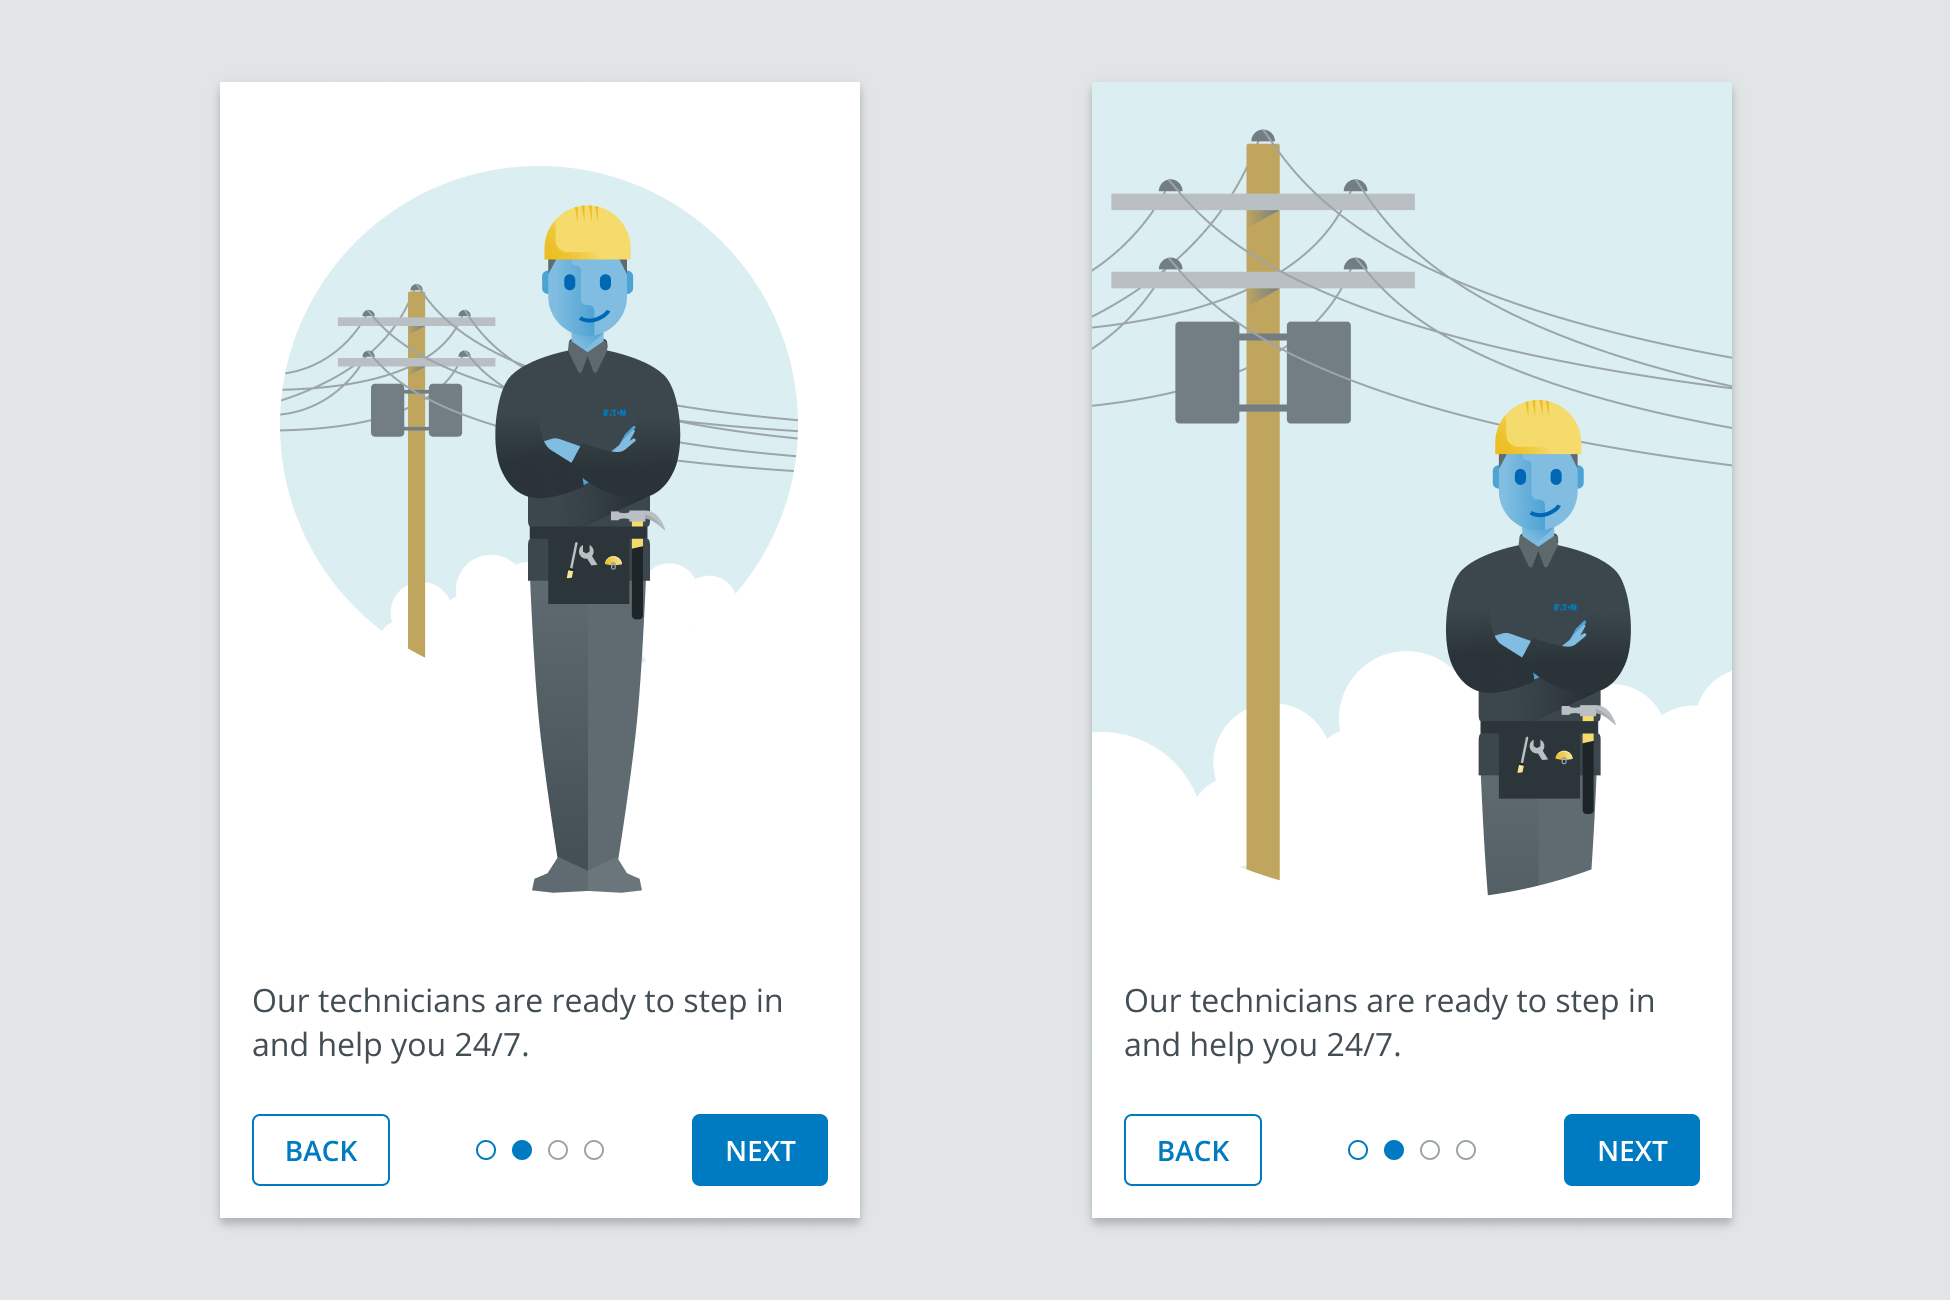 Our technicians are ready to step in
and help you 24/7.
BACK
NEXT
Our technicians are ready to step in
and help you 24/7.
BACK
NEXT